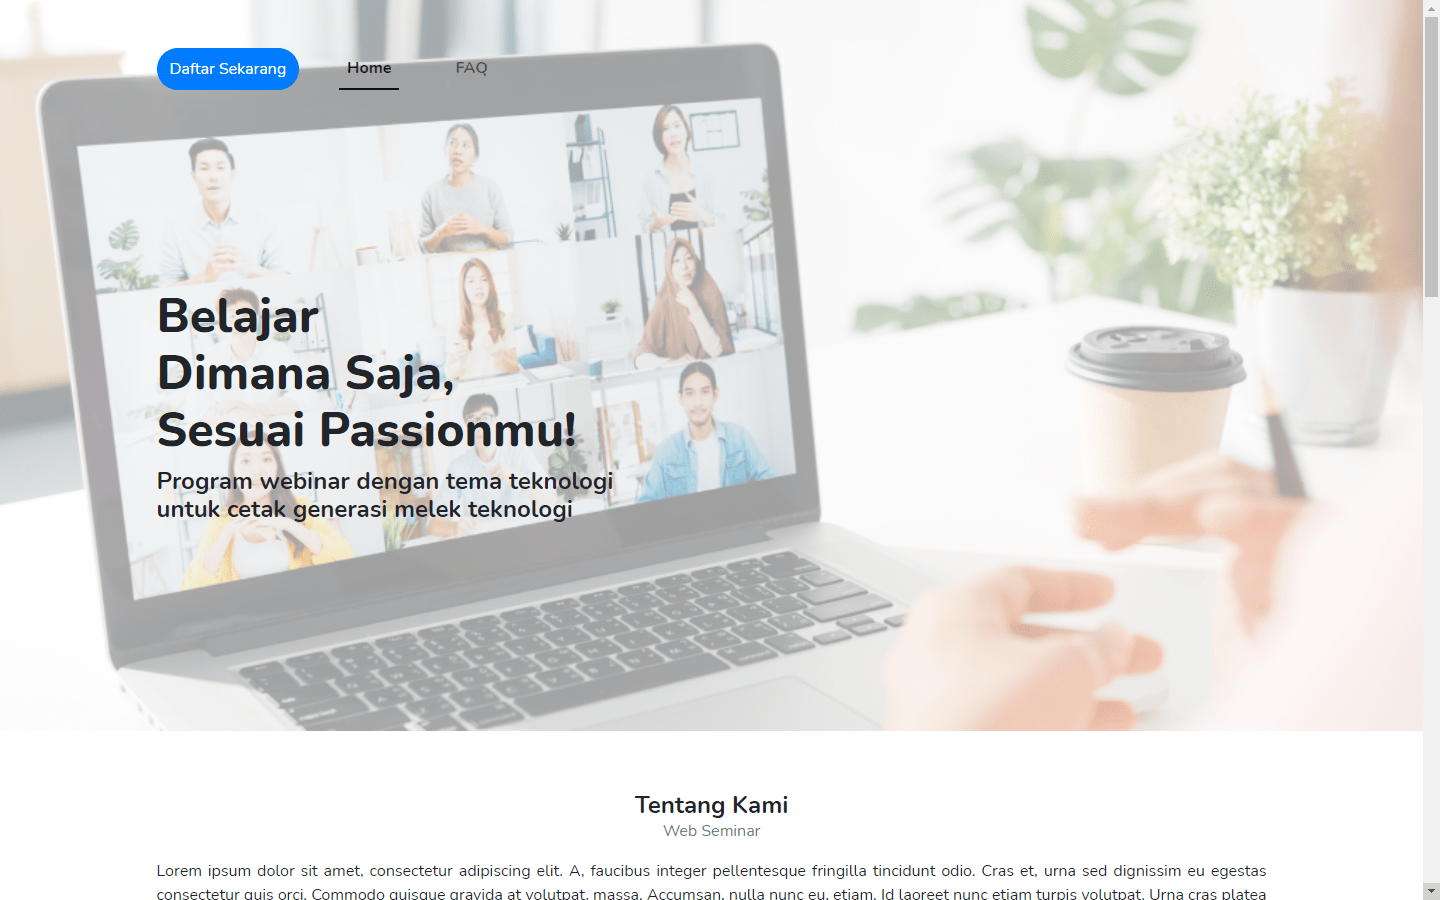 Daftar Sekarang
Home
FAQ
Belajar
Dimana Saja,
Sesuai Passionmu!
Program webinar dengan tema teknologi
untuk cetak generasi melek teknologi
Tentang Kami
Web Seminar
Lorem ipsum dolor sit amet, consectetur adipiscing elit. A, faucibus integer pellentesque fringilla tincidunt odio. Cras et, urna sed dignissim eu egestas
consectetur quis orci. Commodo quisque gravida at volutpat, massa. Accumsan, nulla nunc eu, etiam. Id laoreet nunc etiam turpis volutpat. Urna cras platea